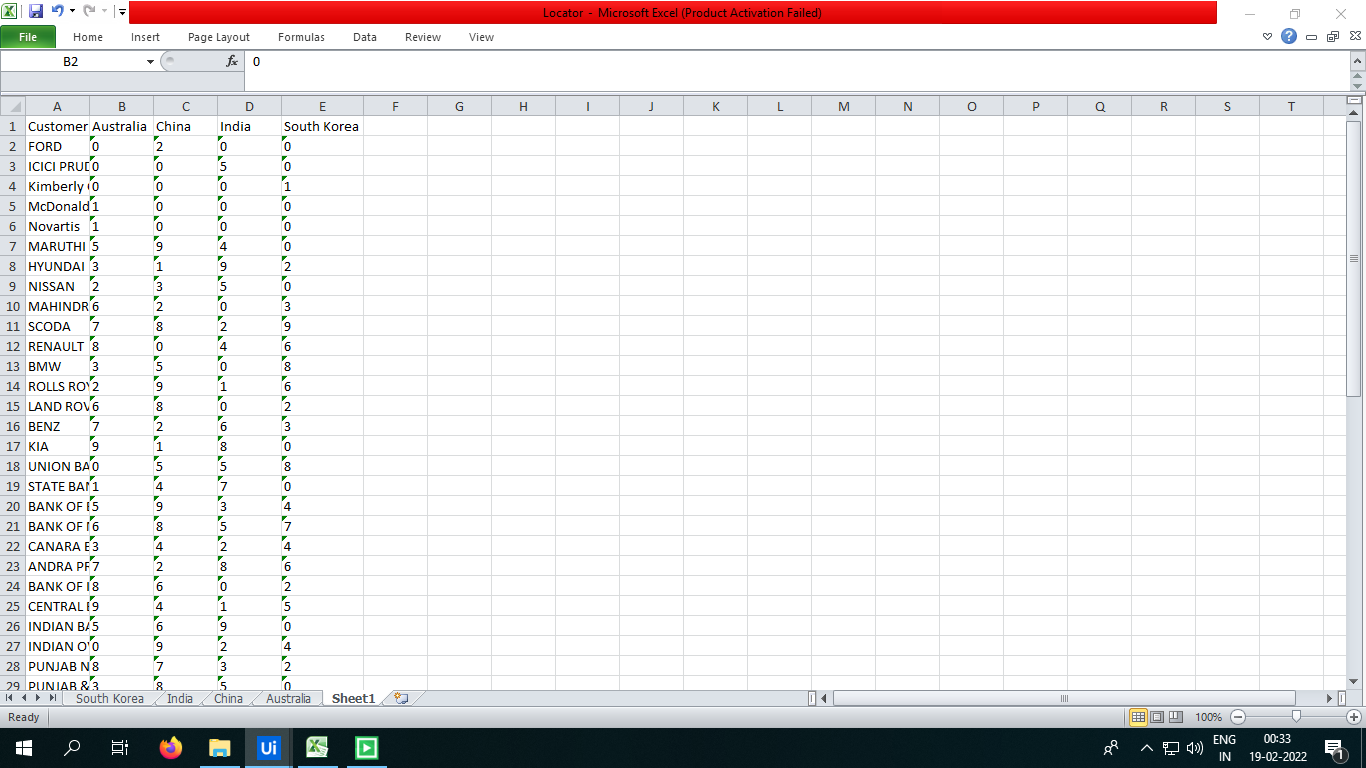 Locator - Microsoft Excel (Product Activation Failed)
File Home Insert Page Layout Formulas Data Review View
B2 fx 0
A B C D E F G H I J K L M N O P Q R S T
1 Customer Australia China India South Korea
2 FORD 0 2 0 0
3 ICICI PRUD 0 0 5 0
4 Kimberly 0 0 0 1
5 McDonald 1 0 0 0
6 Novartis 1 0 0 0
7 MARUTHI 5 9 4 0
8 HYUNDAI 3 1 9 2
9 NISSAN 2 3 5 0
10 MAHINDR 6 2 0 3
11 SCODA 7 8 2 9
12 RENAULT 8 0 4 6
13 BMW 3 5 0 8
14 ROLLS ROY 2 9 1 6
15 LAND ROV 6 8 0 2
16 BENZ 7 2 6 3
17 KIA 9 1 8 0
18 UNION BA 0 5 5 8
19 STATE BAN 1 4 7 0
20 BANK OF 5 9 3 4
21 BANK OF 6 8 5 7
22 CANARA 3 4 2 4
23 ANDRA PR 7 2 8 6
24 BANK OF 8 6 0 2
25 CENTRAL 9 4 1 5
26 INDIAN BA 5 6 9 0
27 INDIAN OV 0 9 2 4
28 PUNJAB N 8 7 3 2
29 PUNJAB & 3 8 5 0
South Korea India China Australia Sheet1
Ready 100%
Ui ENG 00:33
IN 19-02-2022 1